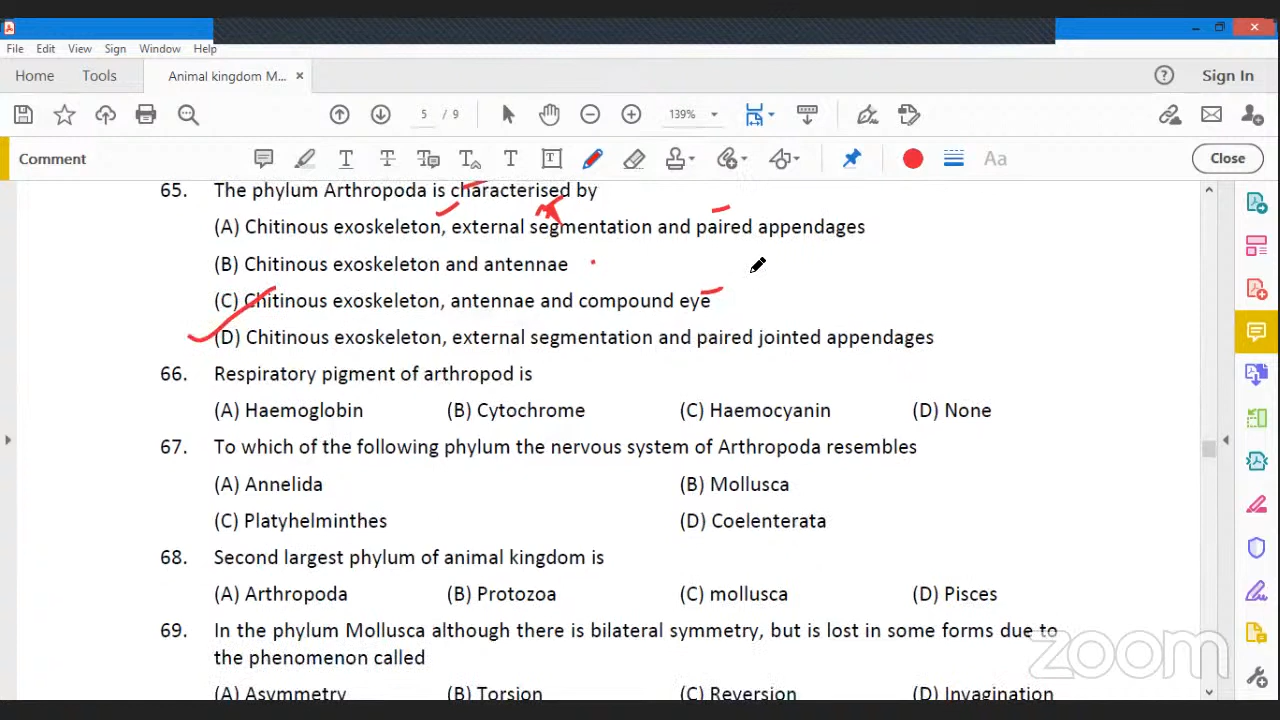 File Edit View Sign Window Help
Home Tools Animal kingdom M... × Sign In
5 / 9 139%
Comment Aa Close
65. The phylum Arthropoda is characterised by
(A) Chitinous exoskeleton, external segmentation and paired appendages
(B) Chitinous exoskeleton and antennae
(C) Chitinous exoskeleton, antennae and compound eye
(D) Chitinous exoskeleton, external segmentation and paired jointed appendages
66. Respiratory pigment of arthropod is
(A) Haemoglobin (B) Cytochrome (C) Haemocyanin (D) None
67. To which of the following phylum the nervous system of Arthropoda resembles
(A) Annelida (B) Mollusca
(C) Platyhelminthes (D) Coelenterata
68. Second largest phylum of animal kingdom is
(A) Arthropoda (B) Protozoa (C) mollusca (D) Pisces
69. In the phylum Mollusca although there is bilateral symmetry, but is lost in some forms due to
the phenomenon called
(A) Asymmetry (B) Torsion (C) Reversion (D) Invagination
zoom